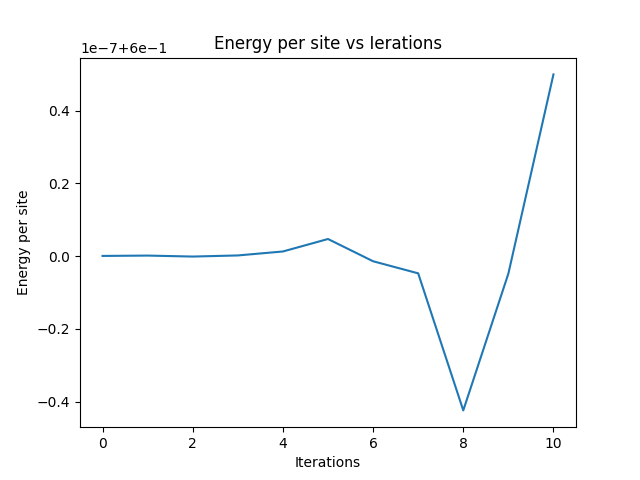 Energy per site vs Ierations
1e−7+6e−1
0.4
0.2
0.0
−0.2
−0.4
Energy per site
0 2 4 6 8 10
Iterations